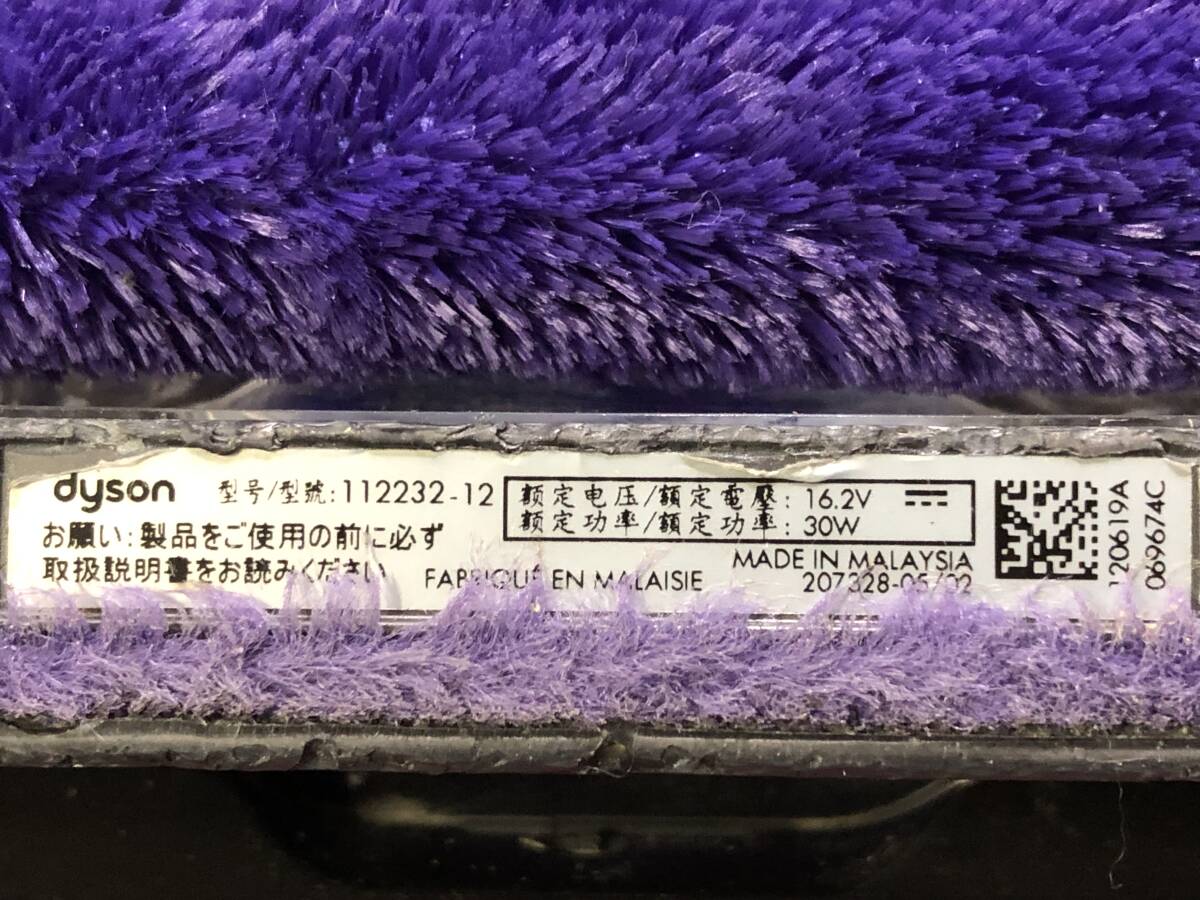 dyson 型号/型號:112232-12
额定电压/額定電壓: 16.2V
额定功率/額定功率: 30W
お願い:製品をご使用の前に必ず
取扱説明書をお読みください
FABRIQUÉ EN MALAISIE
MADE IN MALAYSIA
207328-05/02
120619A
069674C